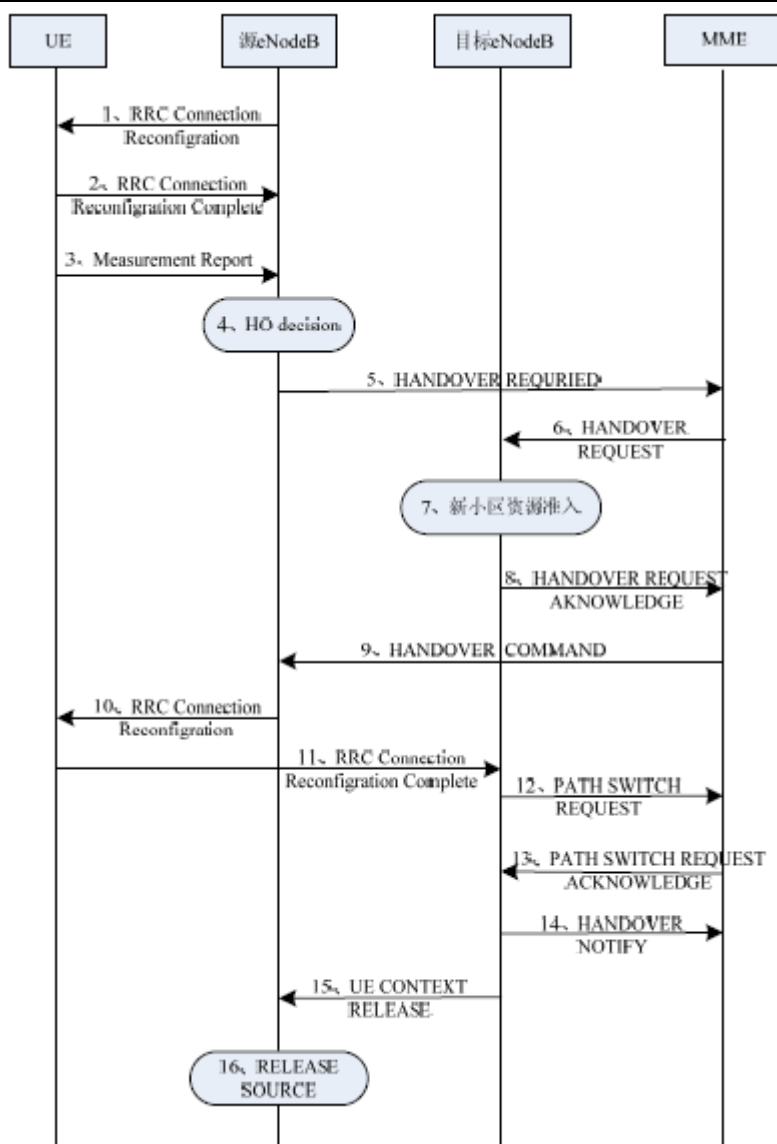 UE
源eNodeB
目标eNodeB
MME
1、RRC Connection
Reconfigration
2、RRC Connection
Reconfigration Complete
3、Measurement Report
4、HO decision
5、HANDOVER REQURIED
6、HANDOVER
REQUEST
7、新小区资源准入
8、HANDOVER REQUEST
AKNOWLEDGE
9、HANDOVER COMMAND
10、RRC Connection
Reconfigration
11、RRC Connection
Reconfigration Complete
12、PATH SWITCH
REQUEST
13、PATH SWITCH REQUEST
ACKNOWLEDGE
14、HANDOVER
NOTIFY
15、UE CONTEXT
RELEASE
16、RELEASE
SOURCE